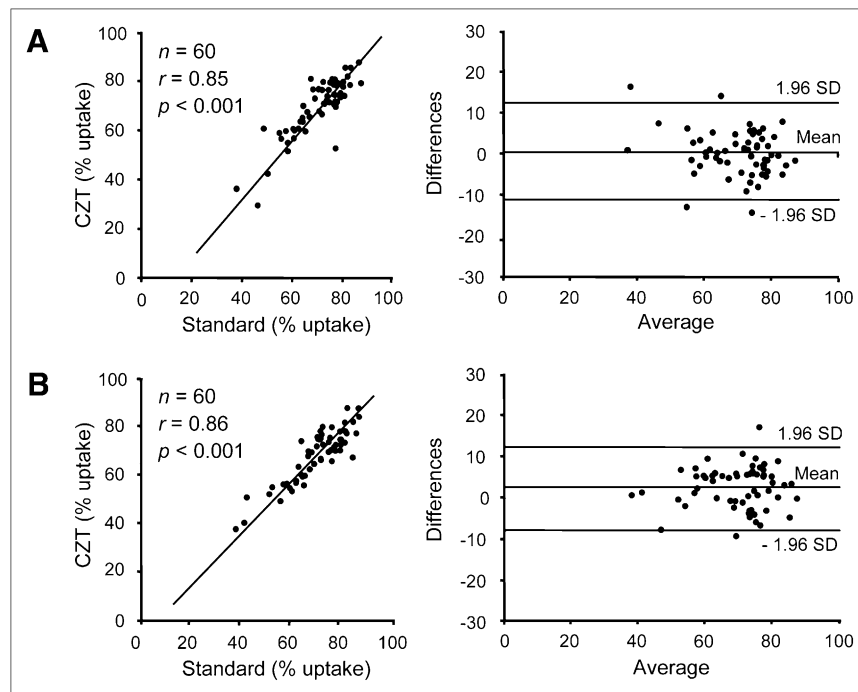 A
n = 60
r = 0.85
p < 0.001
CZT (% uptake)
100
80
60
40
20
0
0 20 40 60 80 100
Standard (% uptake)
Differences
30
20
10
0
-10
-20
-30
1.96 SD
Mean
- 1.96 SD
0 20 40 60 80 100
Average
B
n = 60
r = 0.86
p < 0.001
CZT (% uptake)
100
80
60
40
20
0
0 20 40 60 80 100
Standard (% uptake)
Differences
30
20
10
0
-10
-20
-30
1.96 SD
Mean
- 1.96 SD
0 20 40 60 80 100
Average